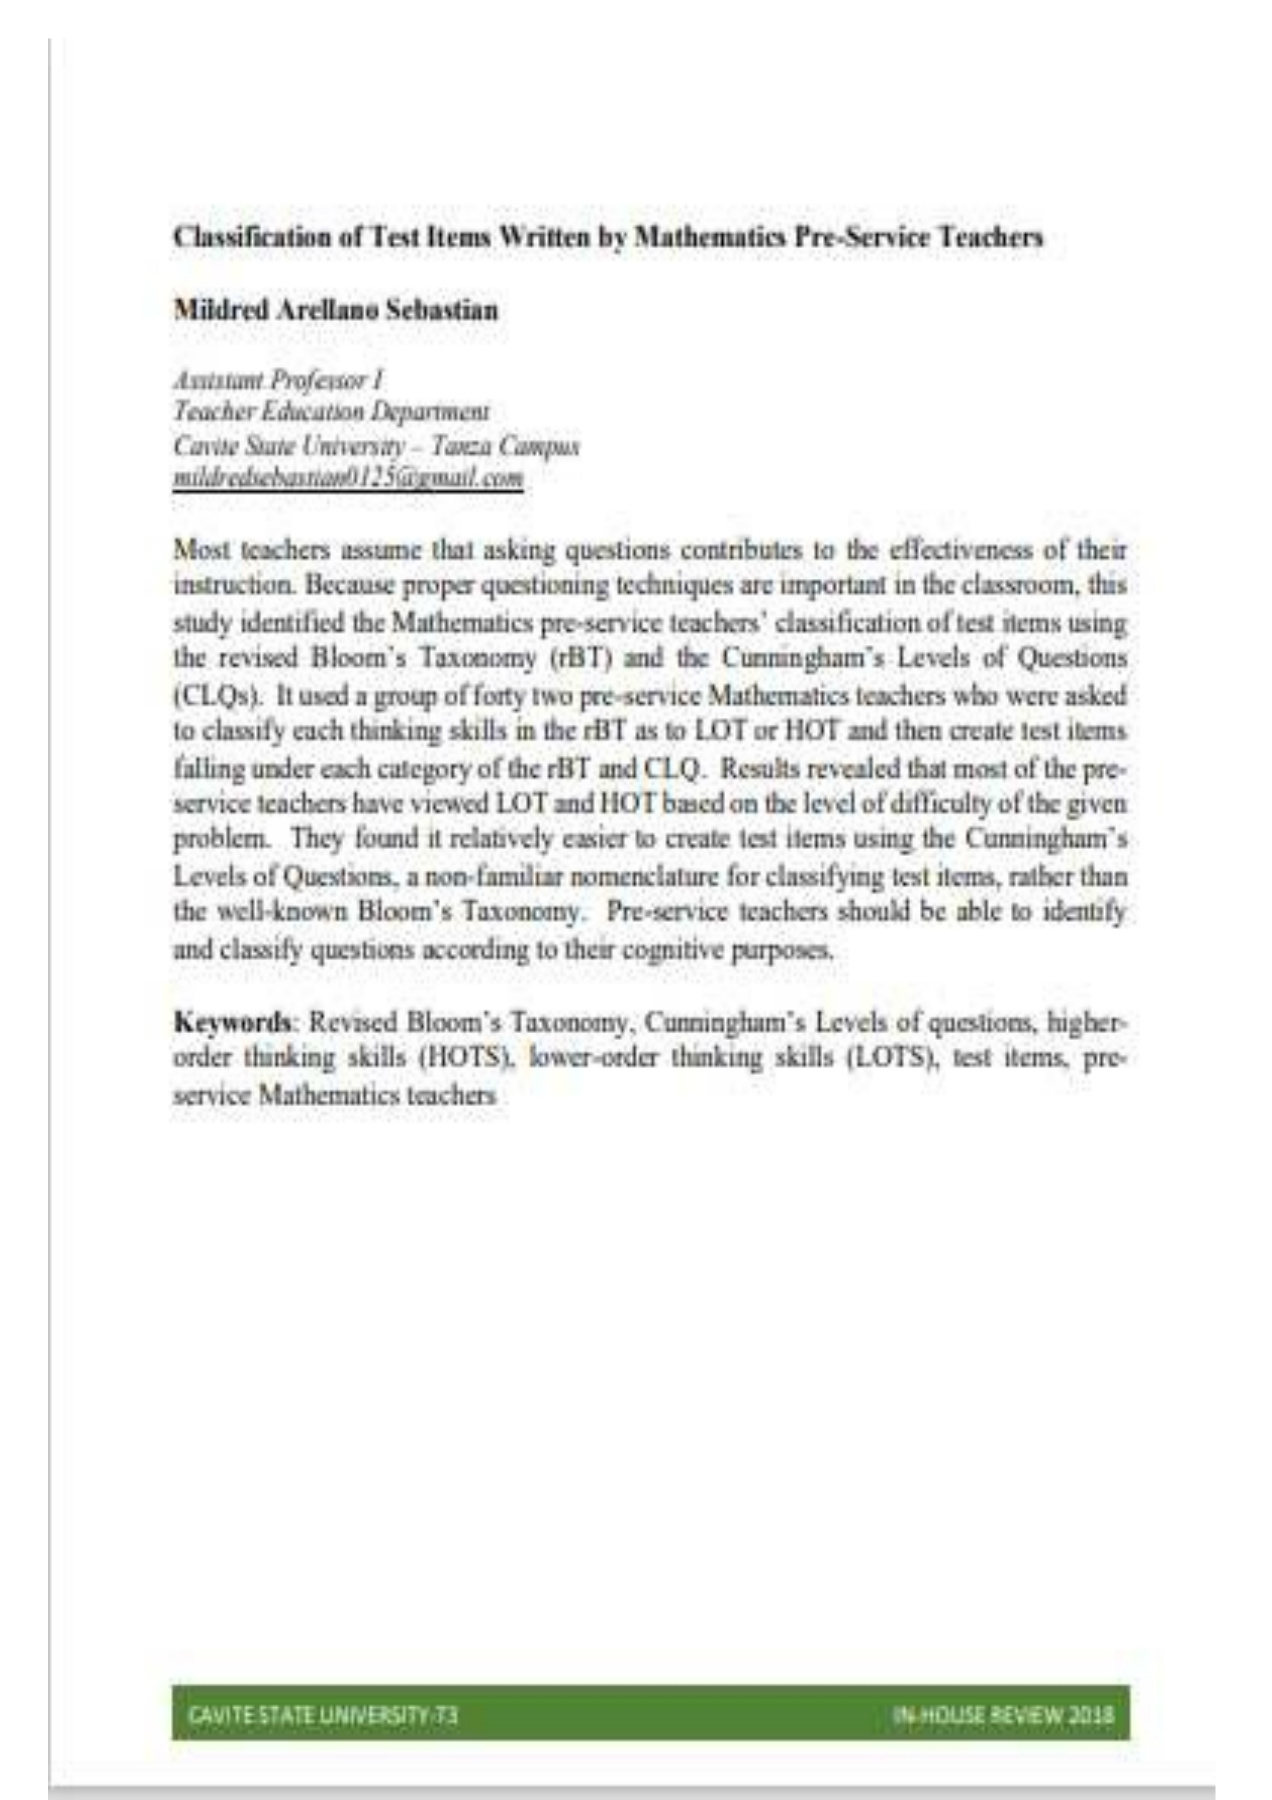 Classification of Test Items Written by Mathematics Pre-Service Teachers
Mildred Arellano Sebastian
Assistant Professor I
Teacher Education Department
Cavite State University – Tanza Campus
mildredsebastian0125@gmail.com
Most teachers assume that asking questions contributes to the effectiveness of their
instruction. Because proper questioning techniques are important in the classroom, this
study identified the Mathematics pre-service teachers' classification of test items using
the revised Bloom's Taxonomy (rBT) and the Cunningham's Levels of Questions
(CLQs). It used a group of forty two pre-service Mathematics teachers who were asked
to classify each thinking skills in the rBT as to LOT or HOT and then create test items
falling under each category of the rBT and CLQ. Results revealed that most of the pre-
service teachers have viewed LOT and HOT based on the level of difficulty of the given
problem. They found it relatively easier to create test items using the Cunningham's
Levels of Questions, a non-familiar nomenclature for classifying test items, rather than
the well-known Bloom's Taxonomy. Pre-service teachers should be able to identify
and classify questions according to their cognitive purposes.
Keywords: Revised Bloom's Taxonomy, Cunningham's Levels of questions, higher-
order thinking skills (HOTS), lower-order thinking skills (LOTS), test items, pre-
service Mathematics teachers
CAVITE STATE UNIVERSITY-T3 IN-HOUSE REVIEW 2018